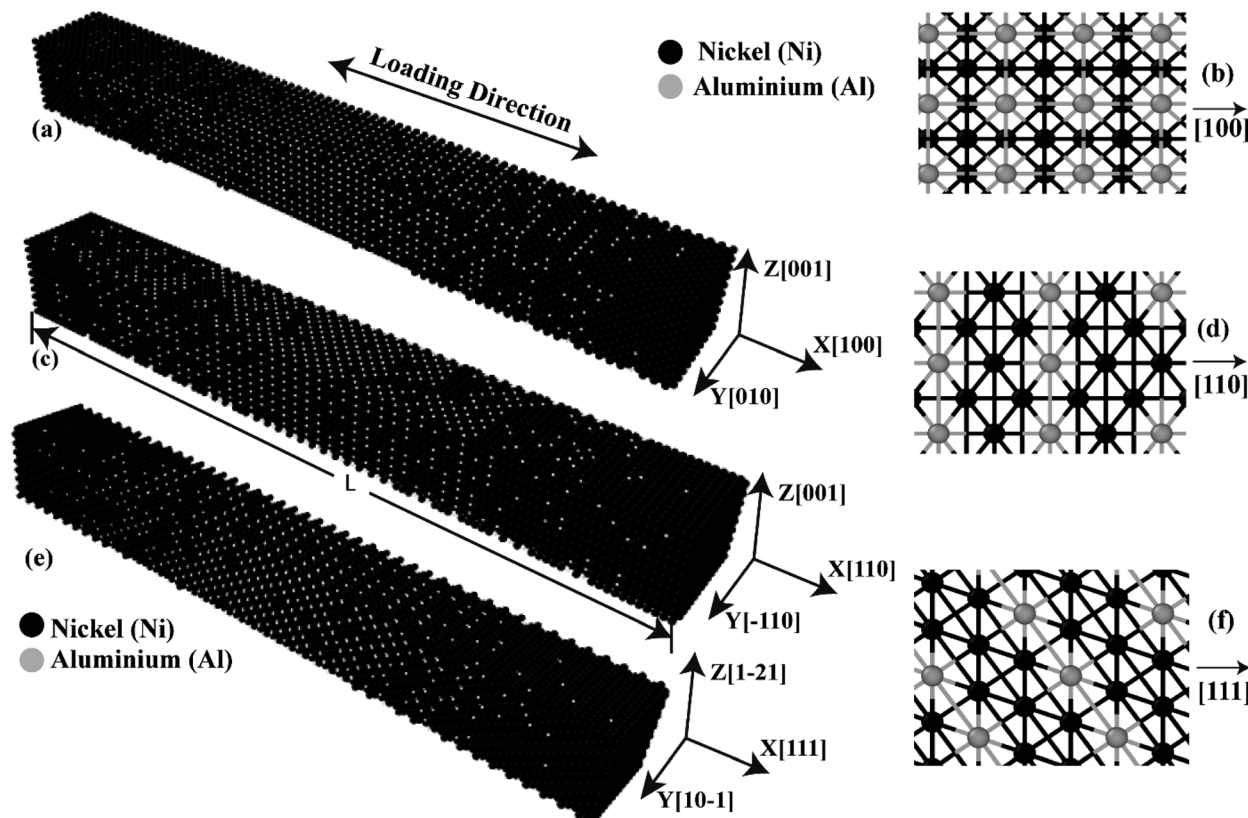 Loading Direction
Nickel (Ni)
Aluminium (Al)
(a)
Z[001]
X[100]
Y[010]
(b)
[100]
(c)
L
Z[001]
X[110]
Y[-110]
(d)
[110]
(e)
Nickel (Ni)
Aluminium (Al)
Z[1-21]
X[111]
Y[10-1]
(f)
[111]